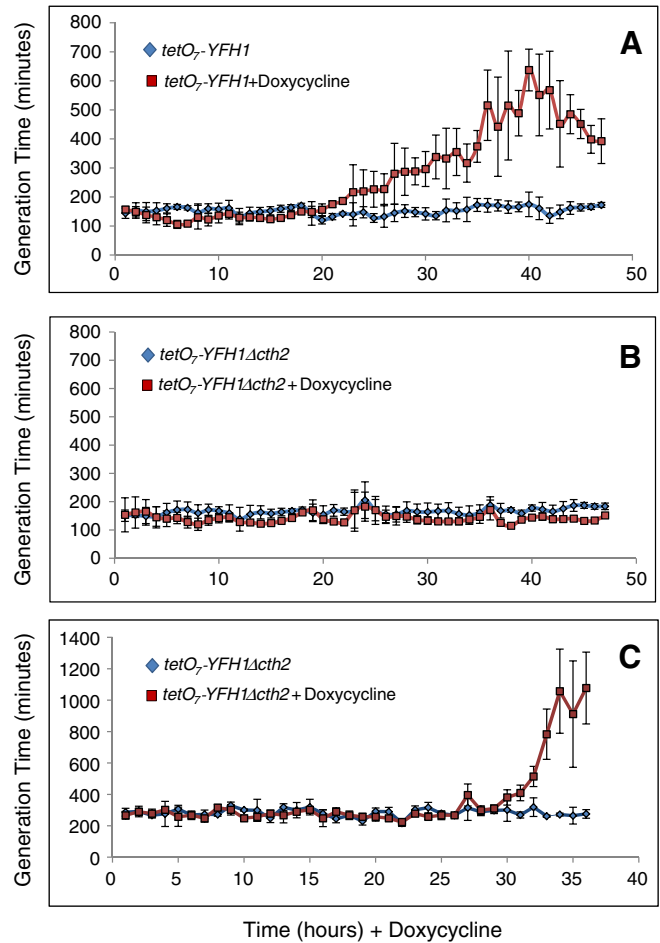 A
Generation Time (minutes)
800
700
600
500
400
300
200
100
0
0 10 20 30 40 50
tetO7-YFH1
tetO7-YFH1+Doxycycline
B
Generation Time (minutes)
800
700
600
500
400
300
200
100
0
0 10 20 30 40 50
tetO7-YFH1Δcth2
tetO7-YFH1Δcth2 + Doxycycline
C
Generation Time (minutes)
1400
1200
1000
800
600
400
200
0
0 5 10 15 20 25 30 35 40
tetO7-YFH1Δcth2
tetO7-YFH1Δcth2 + Doxycycline
Time (hours) + Doxycycline